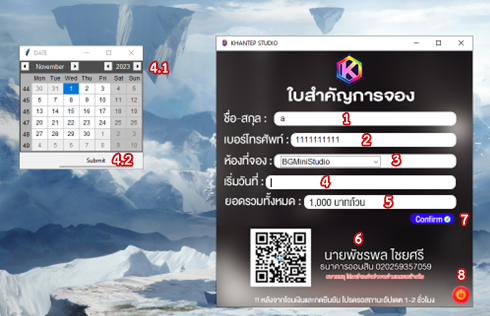 DATE
November 2023
4.1
Mon Tue Wed Thu Fri Sat Sun
44 30 31 1 2 3 4 5
45 6 7 8 9 10 11 12
46 13 14 15 16 17 18 19
47 20 21 22 23 24 25 26
48 27 28 29 30 1 2 3
49 4 5 6 7 8 9 10
Submit
4.2
KHANTEP STUDIO
K
ใบสำคัญการจอง
ชื่อ-สกุล : a 1
เบอร์โทรศัพท์ : 1111111111 2
ห้องที่จอง : BGMiniStudio 3
เริ่มวันที่ : 4
ยอดรวมทั้งหมด : 1,000 บาทถ้วน 5
Confirm 7
6
นายพัชรพล ไชยศรี
ธนาคารออมสิน 020259357059
8
!! หลังจากโอนเงินและกดยืนยัน โปรดรอสถานะอัปเดต 1-2 ชั่วโมง